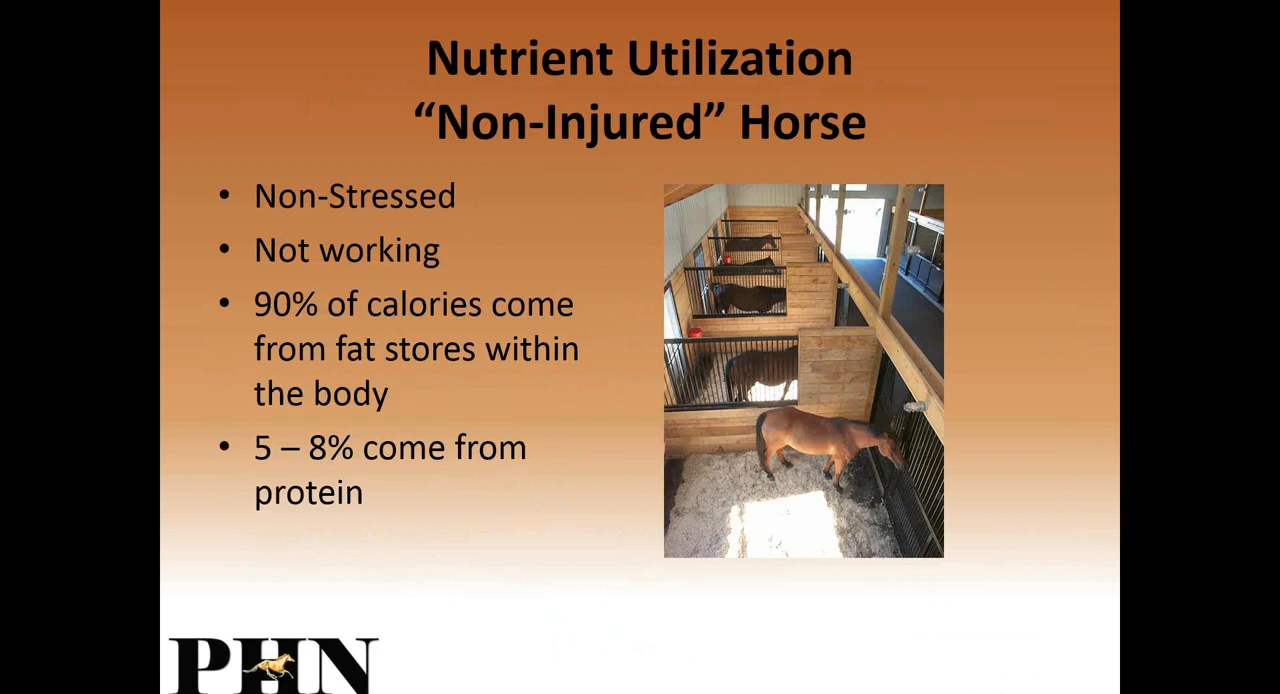 Nutrient Utilization
“Non-Injured” Horse
• Non-Stressed
• Not working
• 90% of calories come
from fat stores within
the body
• 5 – 8% come from
protein
PHN